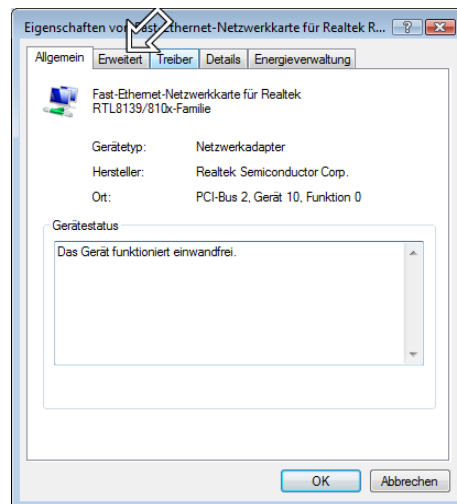 Eigenschaften von Fast-Ethernet-Netzwerkkarte für Realtek R...
Allgemein Erweitert Treiber Details Energieverwaltung
Fast-Ethernet-Netzwerkkarte für Realtek
RTL8139/810x-Familie
Gerätetyp: Netzwerkadapter
Hersteller: Realtek Semiconductor Corp.
Ort: PCI-Bus 2, Gerät 10, Funktion 0
Gerätestatus
Das Gerät funktioniert einwandfrei.
OK Abbrechen